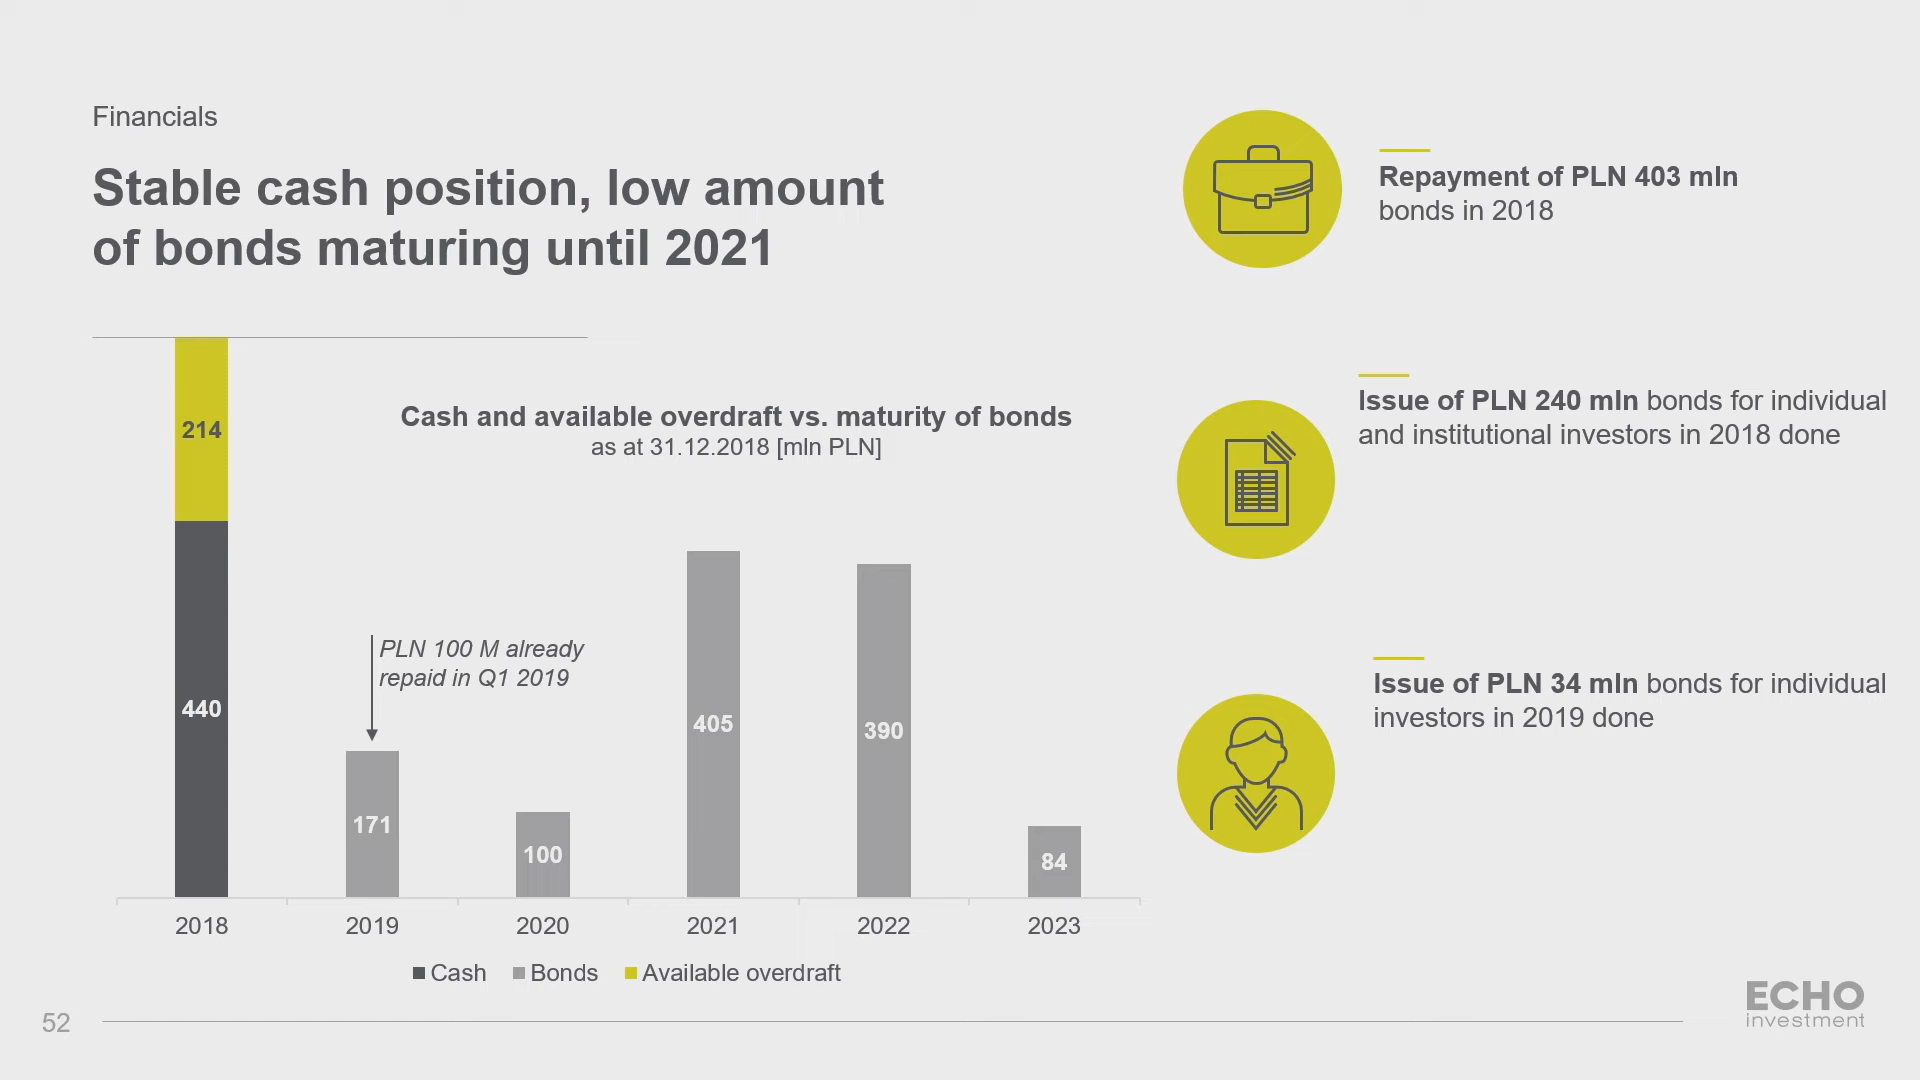 Financials
Stable cash position, low amount
of bonds maturing until 2021
Repayment of PLN 403 mln
bonds in 2018
Issue of PLN 240 mln bonds for individual
and institutional investors in 2018 done
Issue of PLN 34 mln bonds for individual
investors in 2019 done
Cash and available overdraft vs. maturity of bonds
as at 31.12.2018 [mln PLN]
214
440
PLN 100 M already
repaid in Q1 2019
171
100
405
390
84
2018 2019 2020 2021 2022 2023
Cash Bonds Available overdraft
52
ECHO
investment